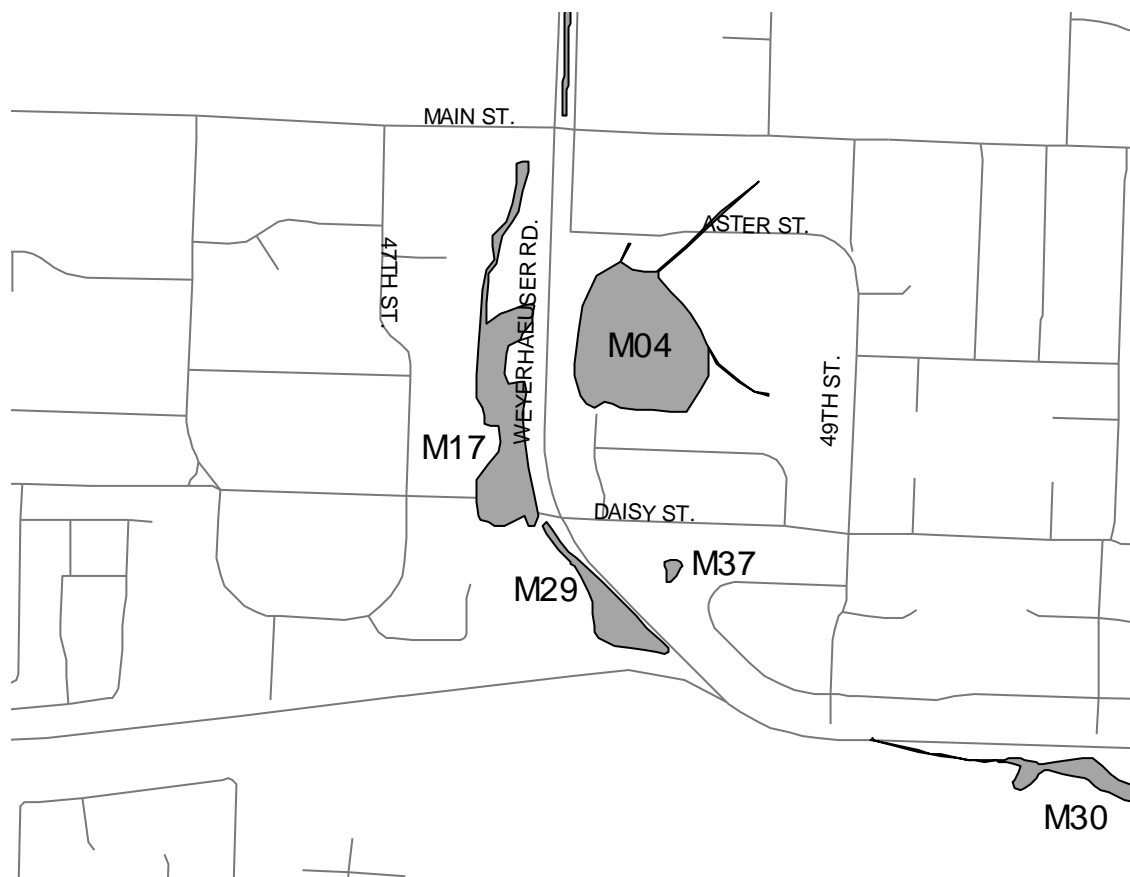 MAIN ST.
ASTER ST.
47TH ST.
WEYERHAEUSER RD.
M04
49TH ST.
M17
DAISY ST.
M37
M29
M30